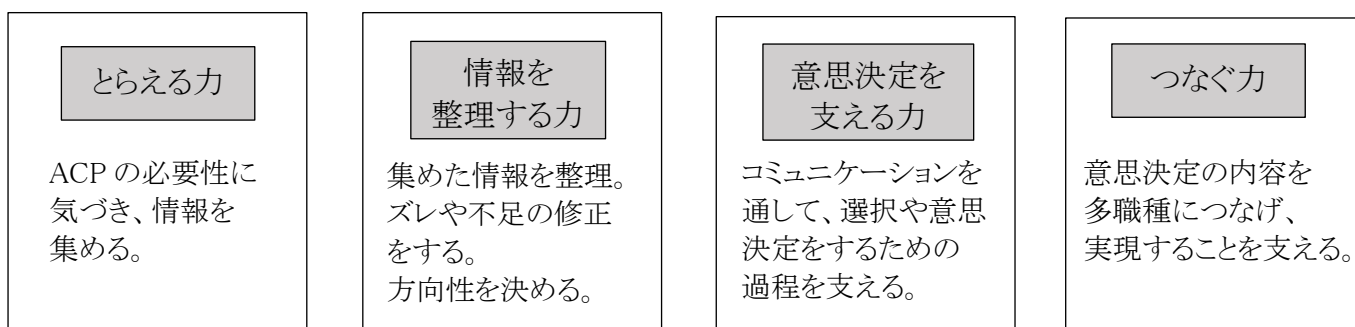 とらえる力
ACP の必要性に
気づき、情報を
集める。
情報を
整理する力
集めた情報を整理。
ズレや不足の修正
をする。
方向性を決める。
意思決定を
支える力
コミュニケーションを
通して、選択や意思
決定をするための
過程を支える。
つなぐ力
意思決定の内容を
多職種につなげ、
実現することを支える。